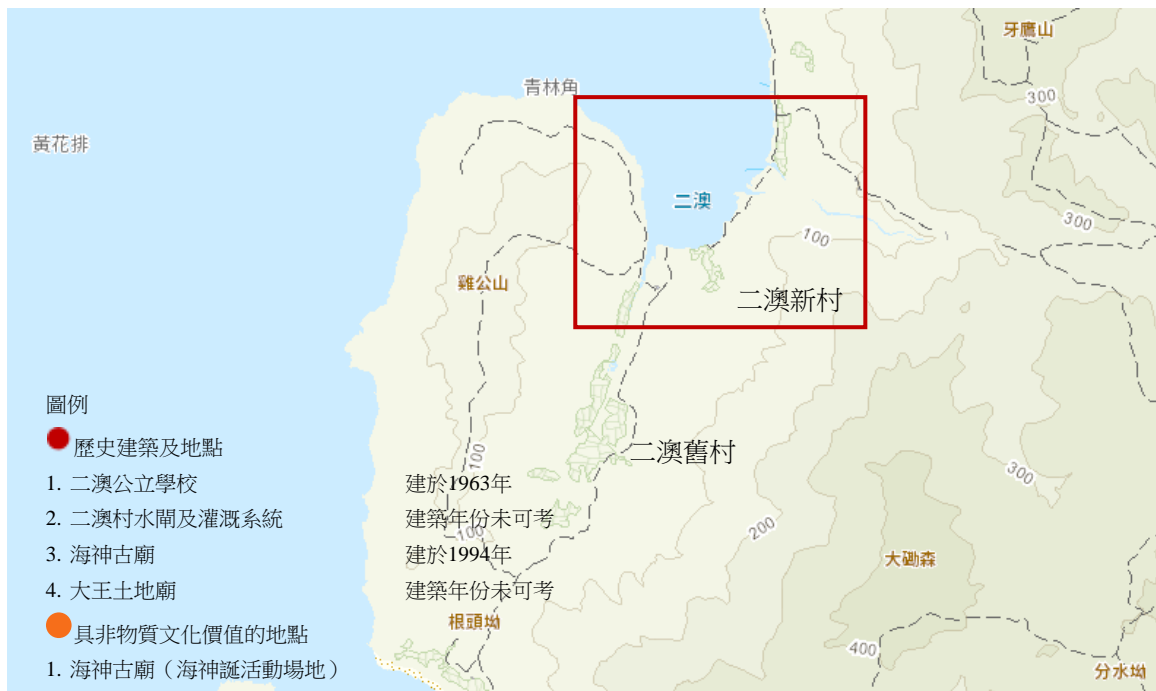 牙鷹山
青林角
300
黃花排
二澳
300
100
雞公山
二澳新村
圖例
歷史建築及地點
二澳舊村
100
300
1. 二澳公立學校 建於1963年
2. 二澳村水閘及灌溉系統 建築年份未可考
200
100
3. 海神古廟 建於1994年
大磡森
4. 大王土地廟 建築年份未可考
根頭坳
具非物質文化價值的地點
400
1. 海神古廟（海神誕活動場地）
分水坳